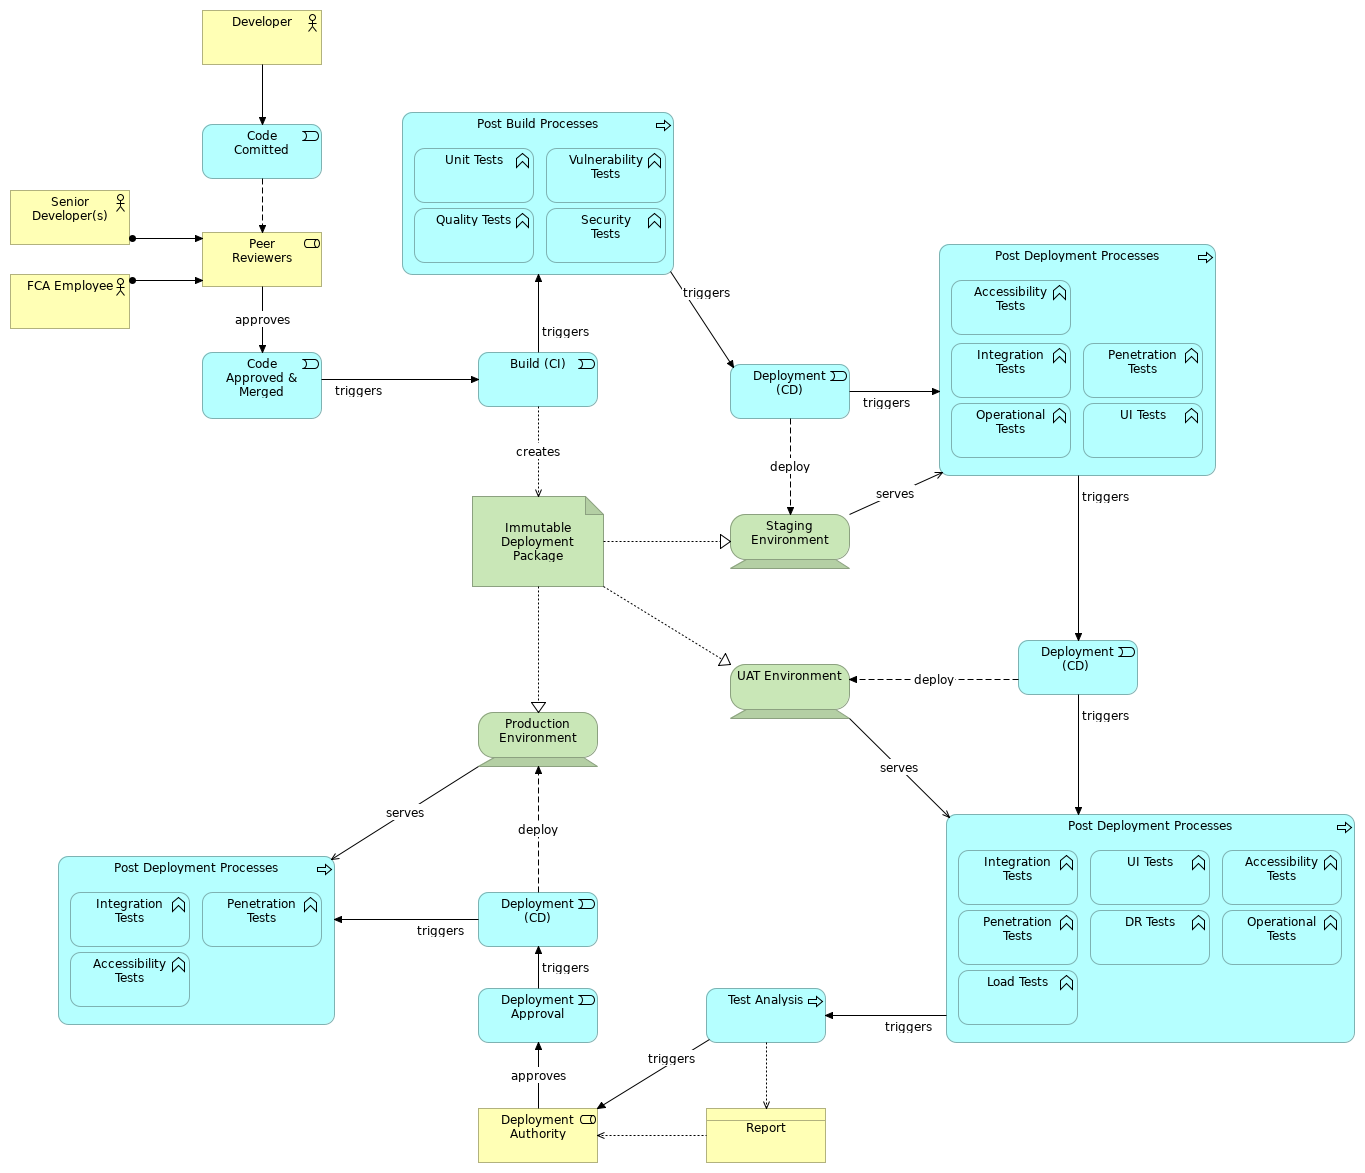 Developer
Code
Comitted
Senior
Developer(s)
Peer
Reviewers
FCA Employee
approves
Code
Approved &
Merged
triggers
Post Build Processes
Unit Tests
Vulnerability
Tests
Quality Tests
Security
Tests
triggers
Build (CI)
creates
triggers
Deployment
(CD)
triggers
deploy
Post Deployment Processes
Accessibility
Tests
Integration
Tests
Penetration
Tests
Operational
Tests
UI Tests
Immutable
Deployment
Package
Staging
Environment
serves
triggers
Deployment
(CD)
deploy
UAT Environment
triggers
serves
Production
Environment
serves
deploy
Post Deployment Processes
Integration
Tests
UI Tests
Accessibility
Tests
Penetration
Tests
DR Tests
Operational
Tests
Load Tests
Post Deployment Processes
Integration
Tests
Penetration
Tests
Accessibility
Tests
triggers
Deployment
(CD)
triggers
Deployment
Approval
approves
Test Analysis
triggers
triggers
Deployment
Authority
Report